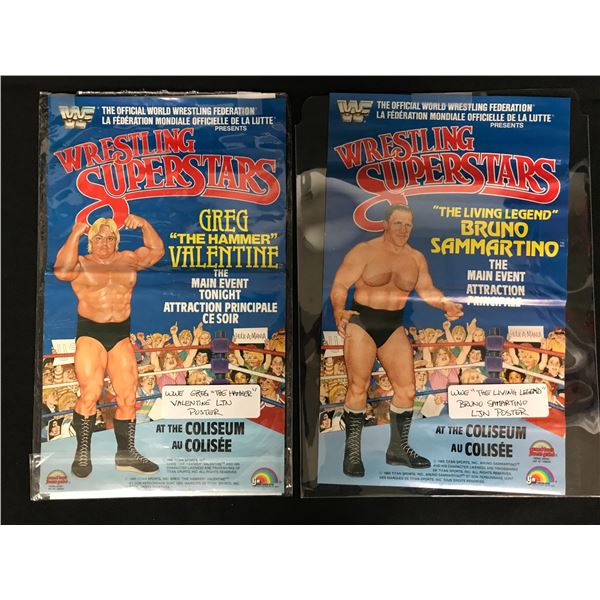 WF
THE OFFICIAL WORLD WRESTLING FEDERATION
LA FÉDÉRATION MONDIALE OFFICIELLE DE LA LUTTE
PRESENTS
WRESTLING
SUPERSTARS
GREG
"THE HAMMER"
VALENTINE
THE
MAIN EVENT
TONIGHT
ATTRACTION PRINCIPALE
CE SOIR
WWE GREG "THE HAMMER"
VALENTINE LJN
POSTER
AT THE COLISEUM
AU COLISÉE
WF
THE OFFICIAL WORLD WRESTLING FEDERATION
LA FÉDÉRATION MONDIALE OFFICIELLE DE LA LUTTE
PRESENTS
WRESTLING
SUPERSTARS
"THE LIVING LEGEND"
BRUNO
SAMMARTINO
THE
MAIN EVENT
ATTRACTION
PRINCIPALE
WWE "THE LIVING LEGEND"
BRUNO SAMARTINO
LJN POSTER
AT THE COLISEUM
AU COLISÉE